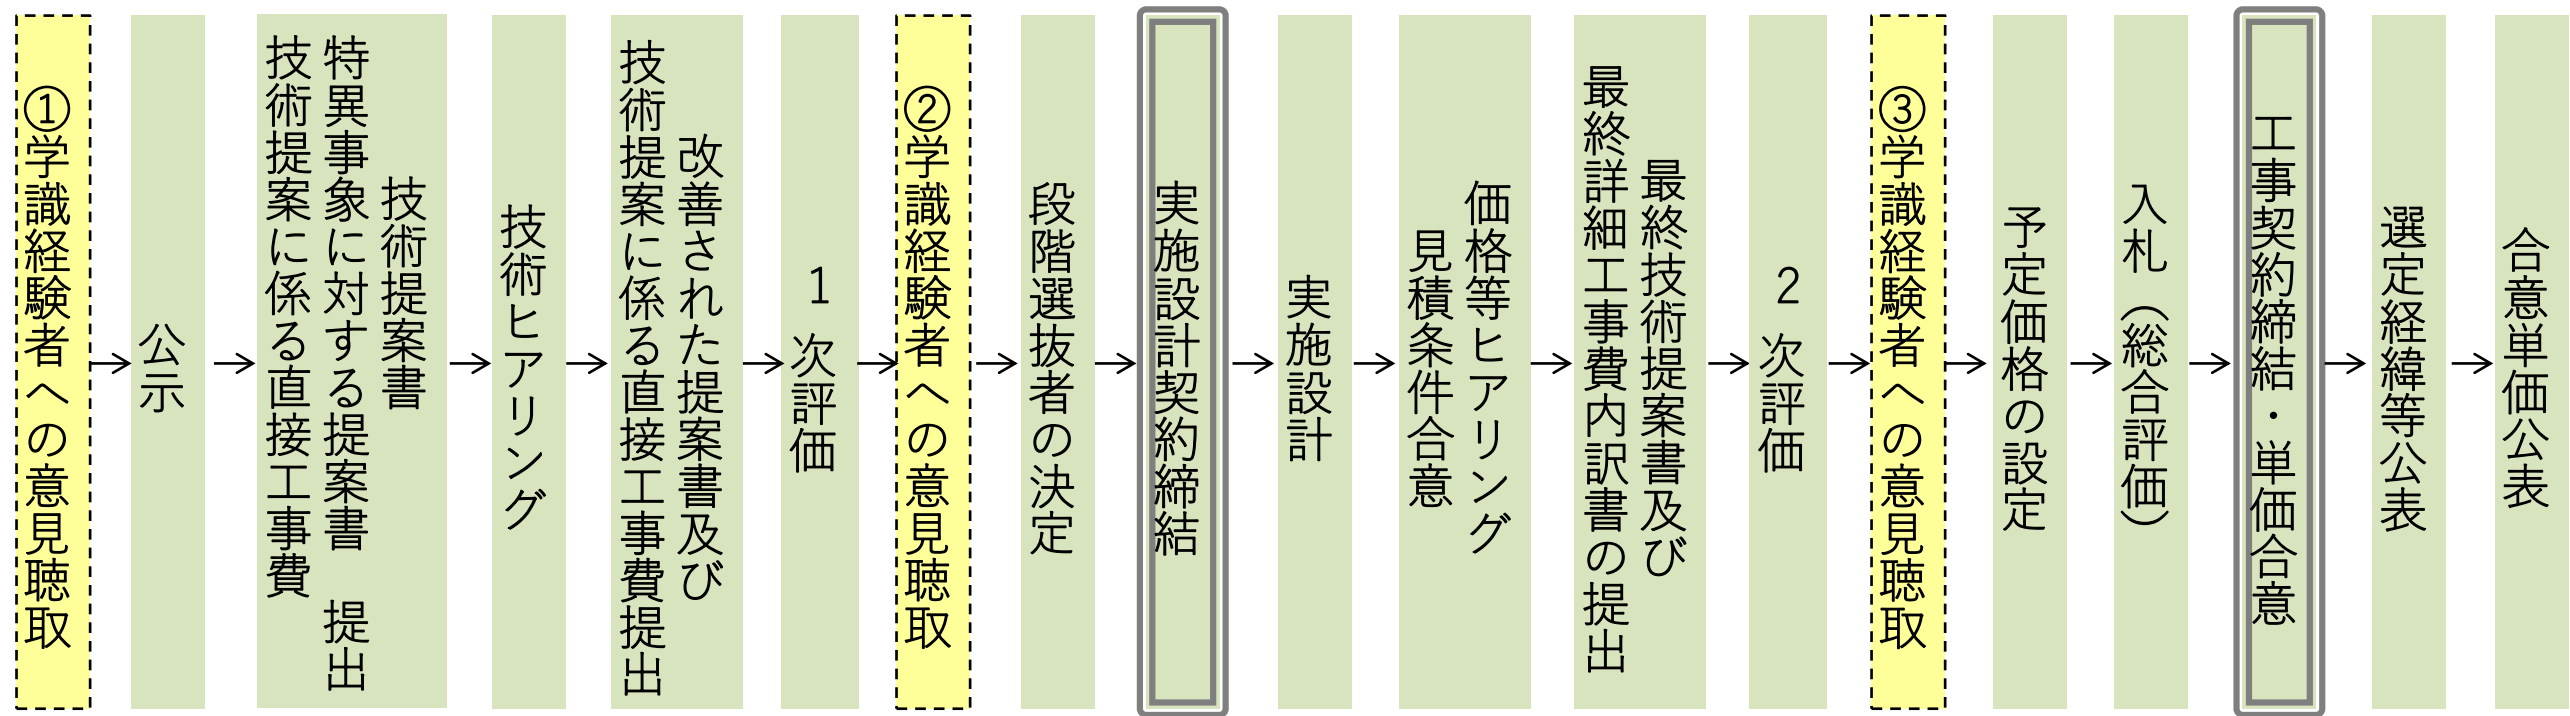 ①学識経験者への意見聴取
公示
技術提案書
特異事象に対する提案書　提出
技術提案に係る直接工事費
技術ヒアリング
改善された提案書及び
技術提案に係る直接工事費提出
１次評価
②学識経験者への意見聴取
段階選抜者の決定
実施設計契約締結
実施設計
価格等ヒアリング
見積条件合意
最終技術提案書及び
最終詳細工事費内訳書の提出
２次評価
③学識経験者への意見聴取
予定価格の設定
入札（総合評価）
工事契約締結・単価合意
選定経緯等公表
合意単価公表